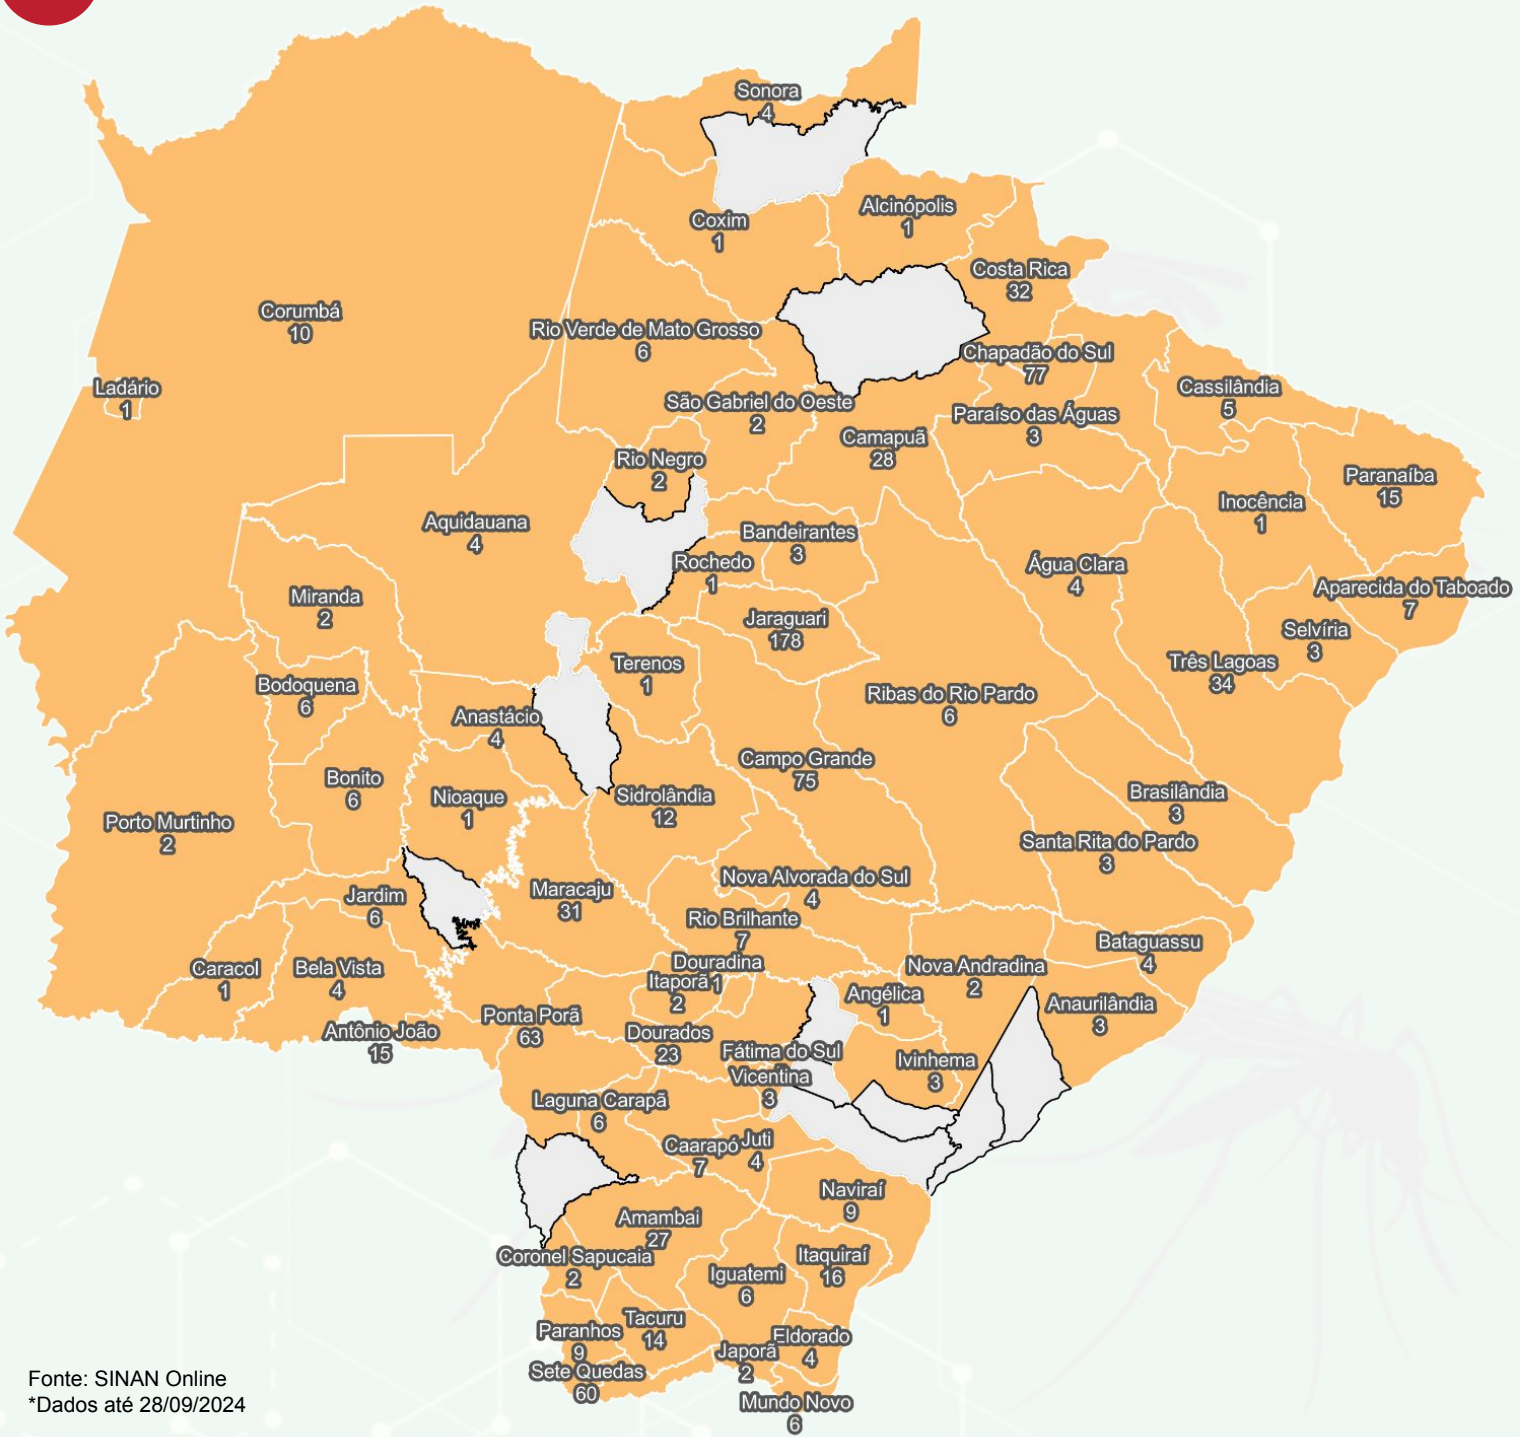 Sonora
4
Coxim
1
Alcinópolis
1
Costa Rica
32
Corumbá
10
Rio Verde de Mato Grosso
6
Chapadão do Sul
77
Ladário
1
Cassilândia
5
São Gabriel do Oeste
2
Paraíso das Águas
3
Camapuã
28
Rio Negro
2
Paranaíba
15
Inocência
1
Aquidauana
4
Bandeirantes
3
Rochedo
1
Água Clara
4
Aparecida do Taboado
7
Miranda
2
Jaraguari
178
Selvíria
3
Terenos
1
Três Lagoas
34
Bodoquena
6
Ribas do Rio Pardo
6
Anastácio
4
Campo Grande
75
Bonito
6
Nioaque
1
Sidrolândia
12
Brasilândia
3
Porto Murtinho
2
Santa Rita do Pardo
3
Nova Alvorada do Sul
4
Maracaju
31
Jardim
6
Rio Brilhante
7
Bataguassu
4
Caracol
1
Bela Vista
4
Douradina
1
Nova Andradina
2
Itaporã
2
Angélica
1
Anaurilândia
3
Ponta Porã
63
Antônio João
15
Dourados
23
Fátima do Sul
Vicentina
3
Ivinhema
3
Laguna Carapã
6
Caarapó
7
Juti
4
Naviraí
9
Amambai
27
Coronel Sapucaia
2
Itaquiraí
16
Iguatemi
6
Tacuru
14
Paranhos
9
Eldorado
4
Japorã
2
Sete Quedas
60
Mundo Novo
6
Fonte: SINAN Online
*Dados até 28/09/2024